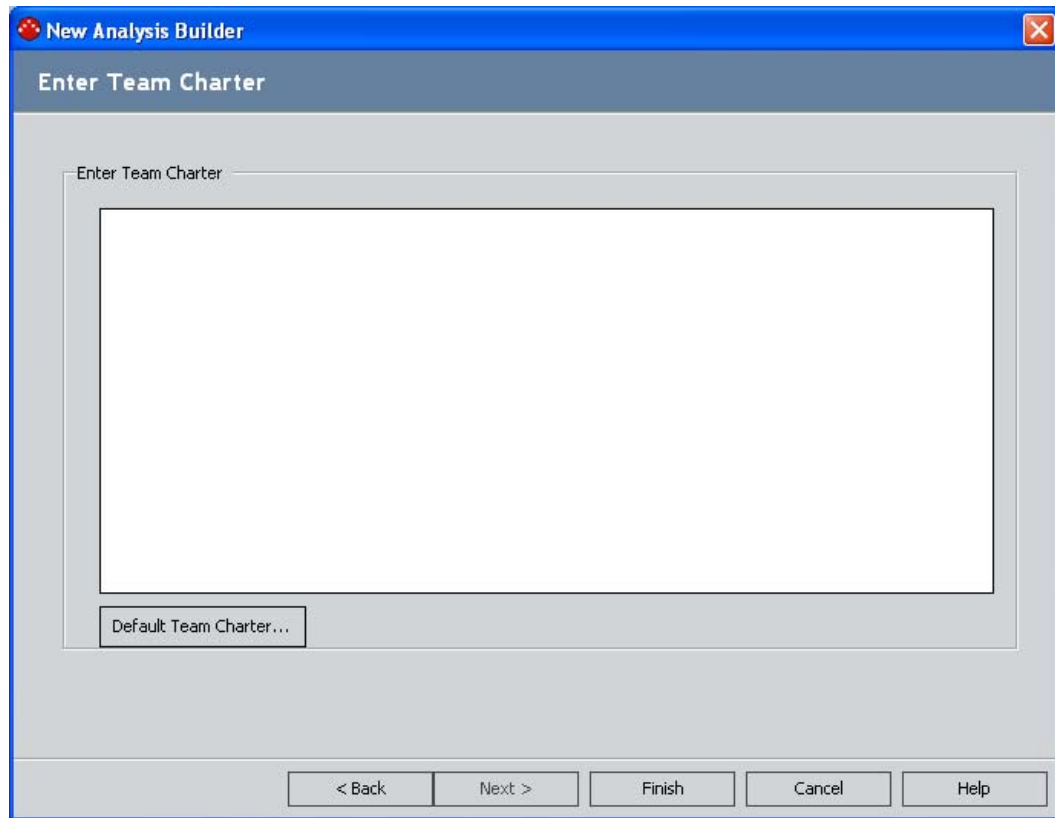 New Analysis Builder
Enter Team Charter
Enter Team Charter
Default Team Charter...
< Back Next > Finish Cancel Help